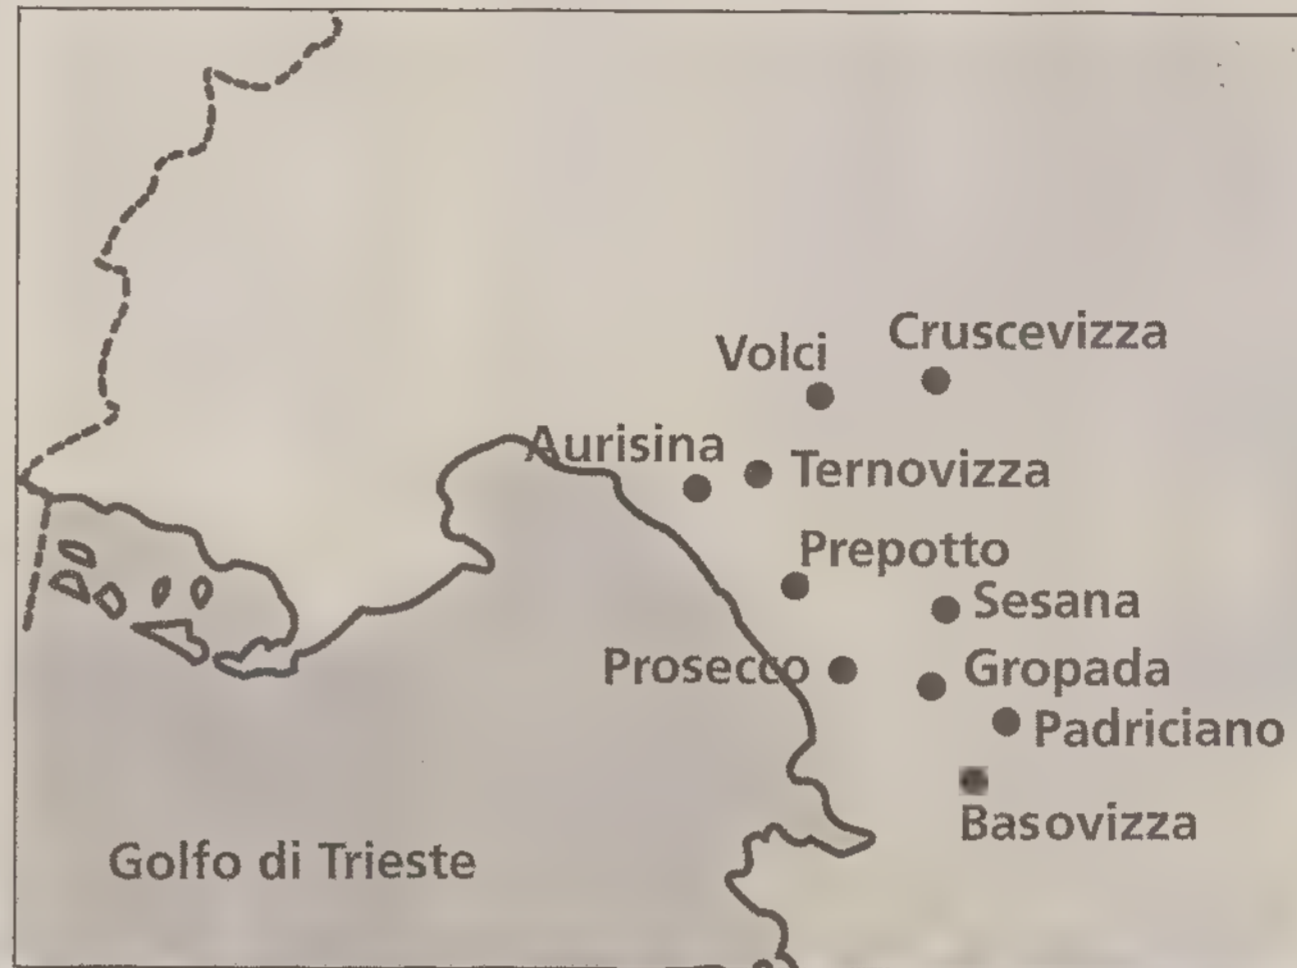 Cruscevizza
Volci
Aurisina
Ternovizza
Prepotto
Sesana
Prosecco
Gropada
Padriciano
Basovizza
Golfo di Trieste